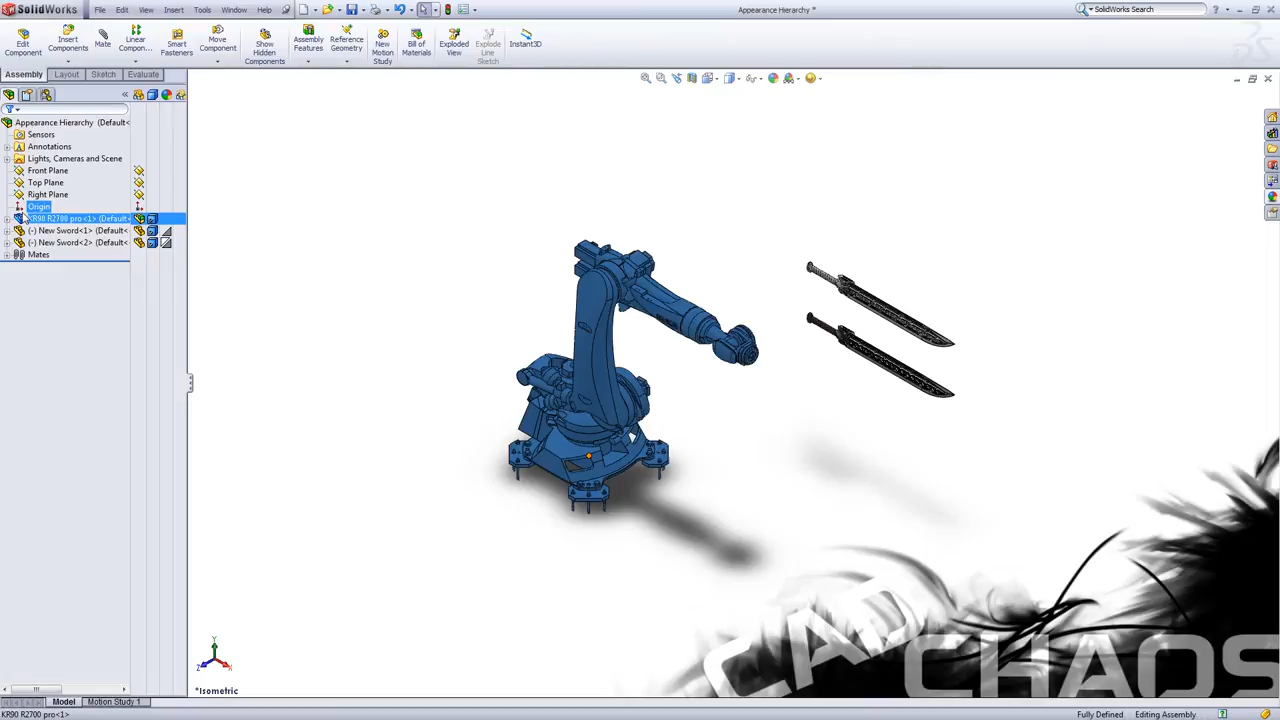 SolidWorks File Edit View Insert Tools Window Help Appearance Hierarchy * SolidWorks Search
Edit Component Insert Components Mate Linear Compon... Smart Fasteners Move Component Show Hidden Components Assembly Features Reference Geometry New Motion Study Bill of Materials Exploded View Explode Line Sketch Instant3D
Assembly Layout Sketch Evaluate
Appearance Hierarchy (Default<
Sensors
Annotations
Lights, Cameras and Scene
Front Plane
Top Plane
Right Plane
Origin
KR90 R2700 pro<1> (Default<
(-) New Sword<1> (Default<
(-) New Sword<2> (Default<
Mates
Y
Z X
*Isometric
CAD
CHAOS
Model Motion Study 1
KR90 R2700 pro<1> Fully Defined Editing Assembly